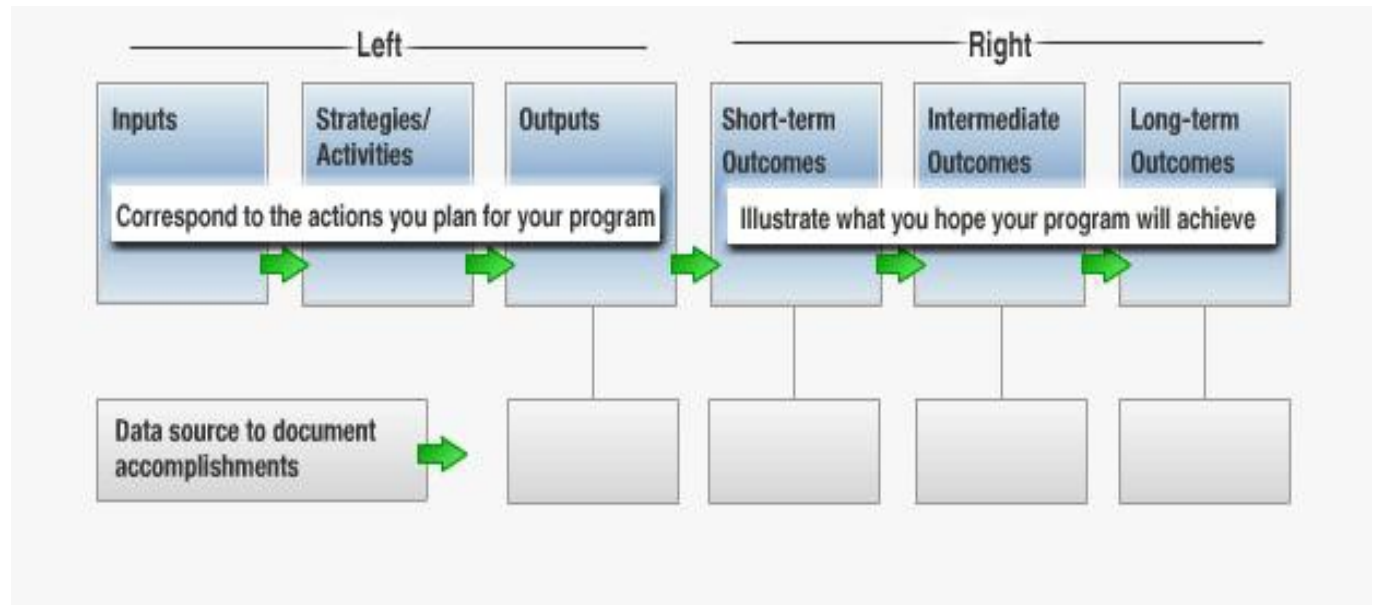 Left
Right
Inputs
Strategies/
Activities
Outputs
Short-term
Outcomes
Intermediate
Outcomes
Long-term
Outcomes
Correspond to the actions you plan for your program
Illustrate what you hope your program will achieve
Data source to document
accomplishments